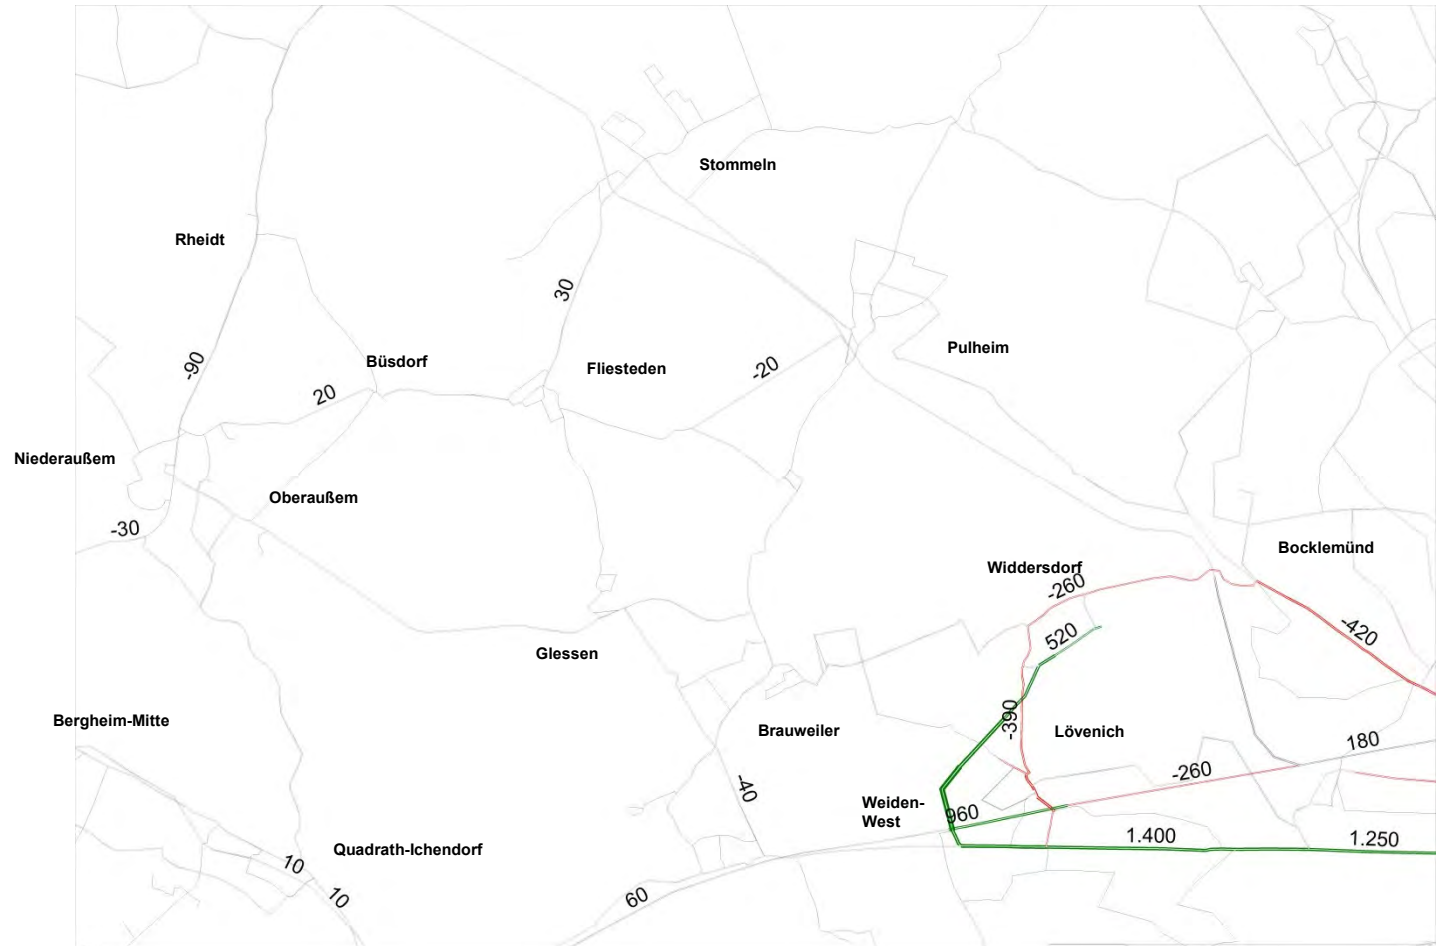 Stommeln
Rheidt
30
-90
Büsdorf
Fliesteden
-20
Pulheim
20
Niederaußem
Oberaußem
-30
Bocklemünd
Widdersdorf
-260
520
-420
Glessen
Bergheim-Mitte
-390
Brauweiler
Lövenich
180
-260
-40
Weiden-
West
960
1.400
1.250
Quadrath-Ichendorf
10
10
60